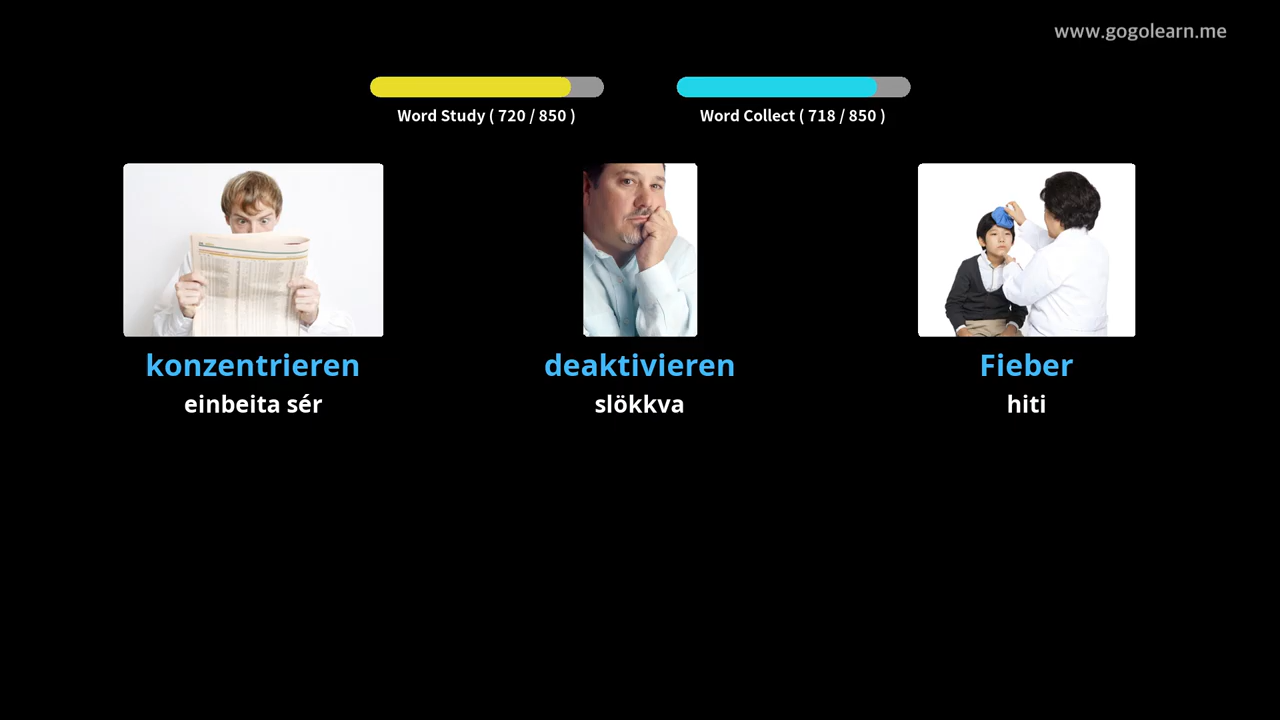 www.gogolearn.me
Word Study ( 720 / 850 )
Word Collect ( 718 / 850 )
konzentrieren
einbeita sér
deaktivieren
slökkva
Fieber
hiti